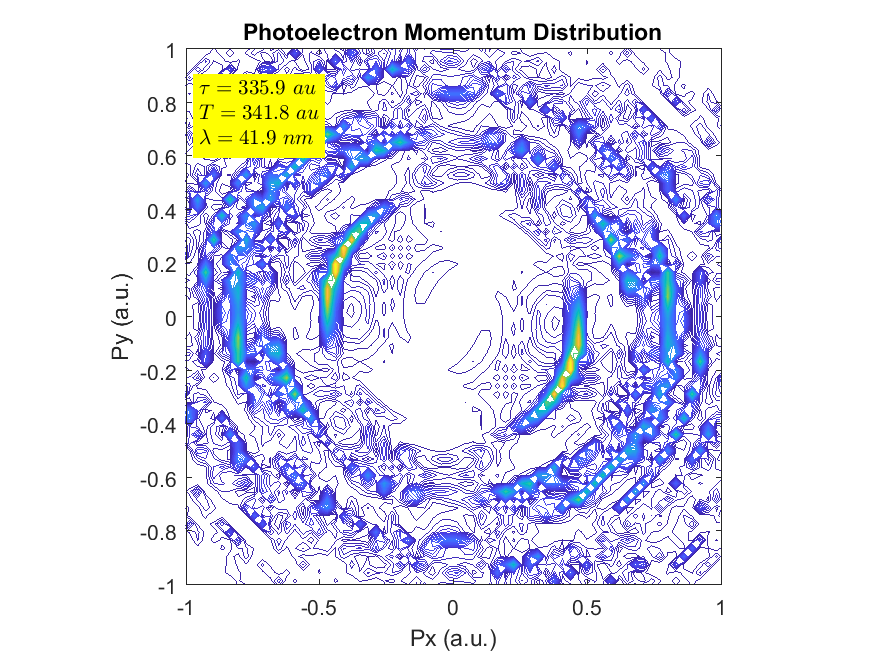 Photoelectron Momentum Distribution
τ = 335.9 au
T = 341.8 au
λ = 41.9 nm
1
0.8
0.6
0.4
0.2
0
-0.2
-0.4
-0.6
-0.8
-1
Py (a.u.)
-1 -0.5 0 0.5 1
Px (a.u.)